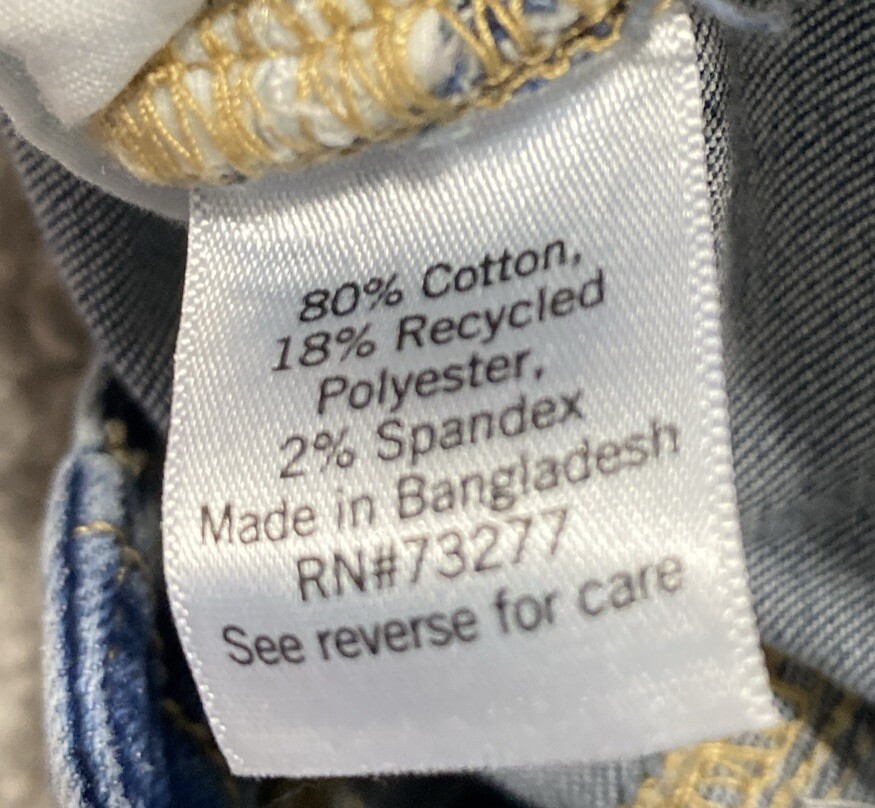 80% Cotton,
18% Recycled
Polyester,
2% Spandex
Made in Bangladesh
RN#73277
See reverse for care